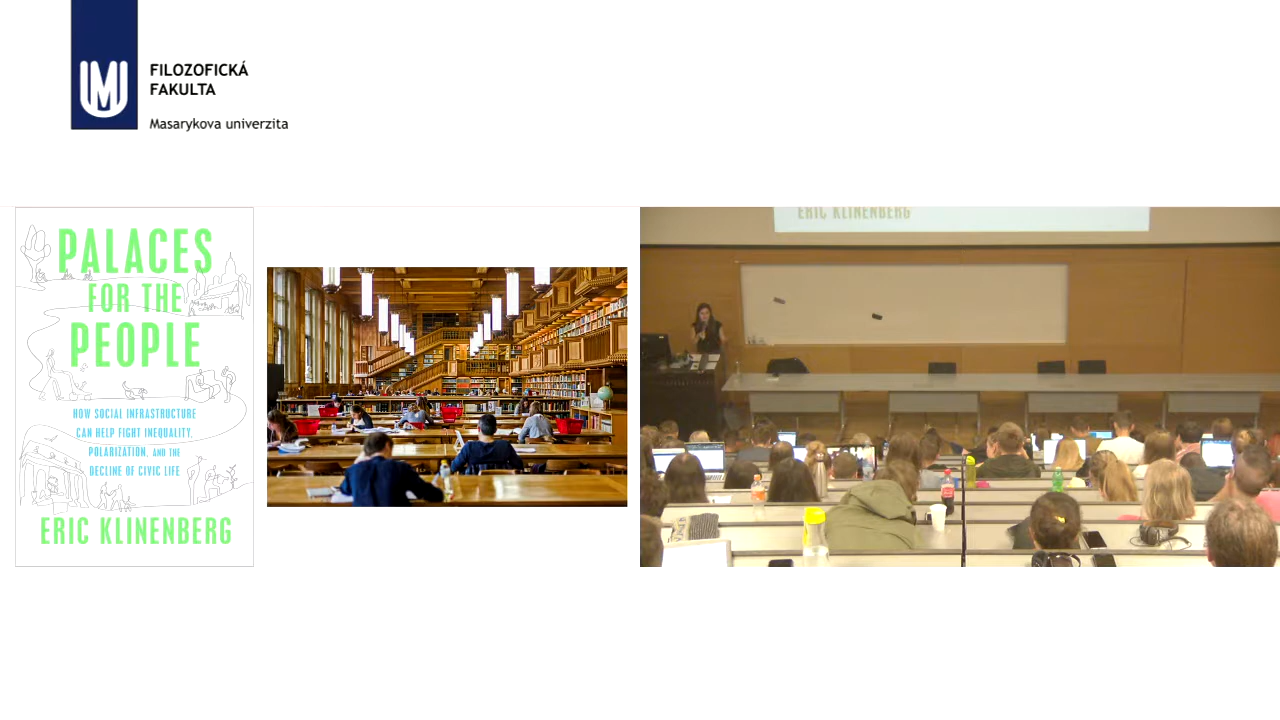 FILOZOFICKÁ
FAKULTA
Masarykova univerzita
PALACES
FOR THE
PEOPLE
HOW SOCIAL INFRASTRUCTURE
CAN HELP FIGHT INEQUALITY,
POLARIZATION, AND THE
DECLINE OF CIVIC LIFE
ERIC KLINENBERG
ERIC KLINENBERG